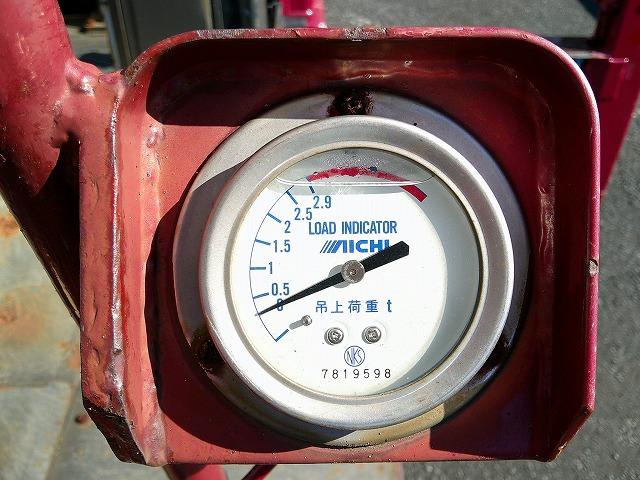 2.9
2.5
2
1.5
1
0.5
0
LOAD INDICATOR
AICHI
吊上荷重 t
NKS
7819598